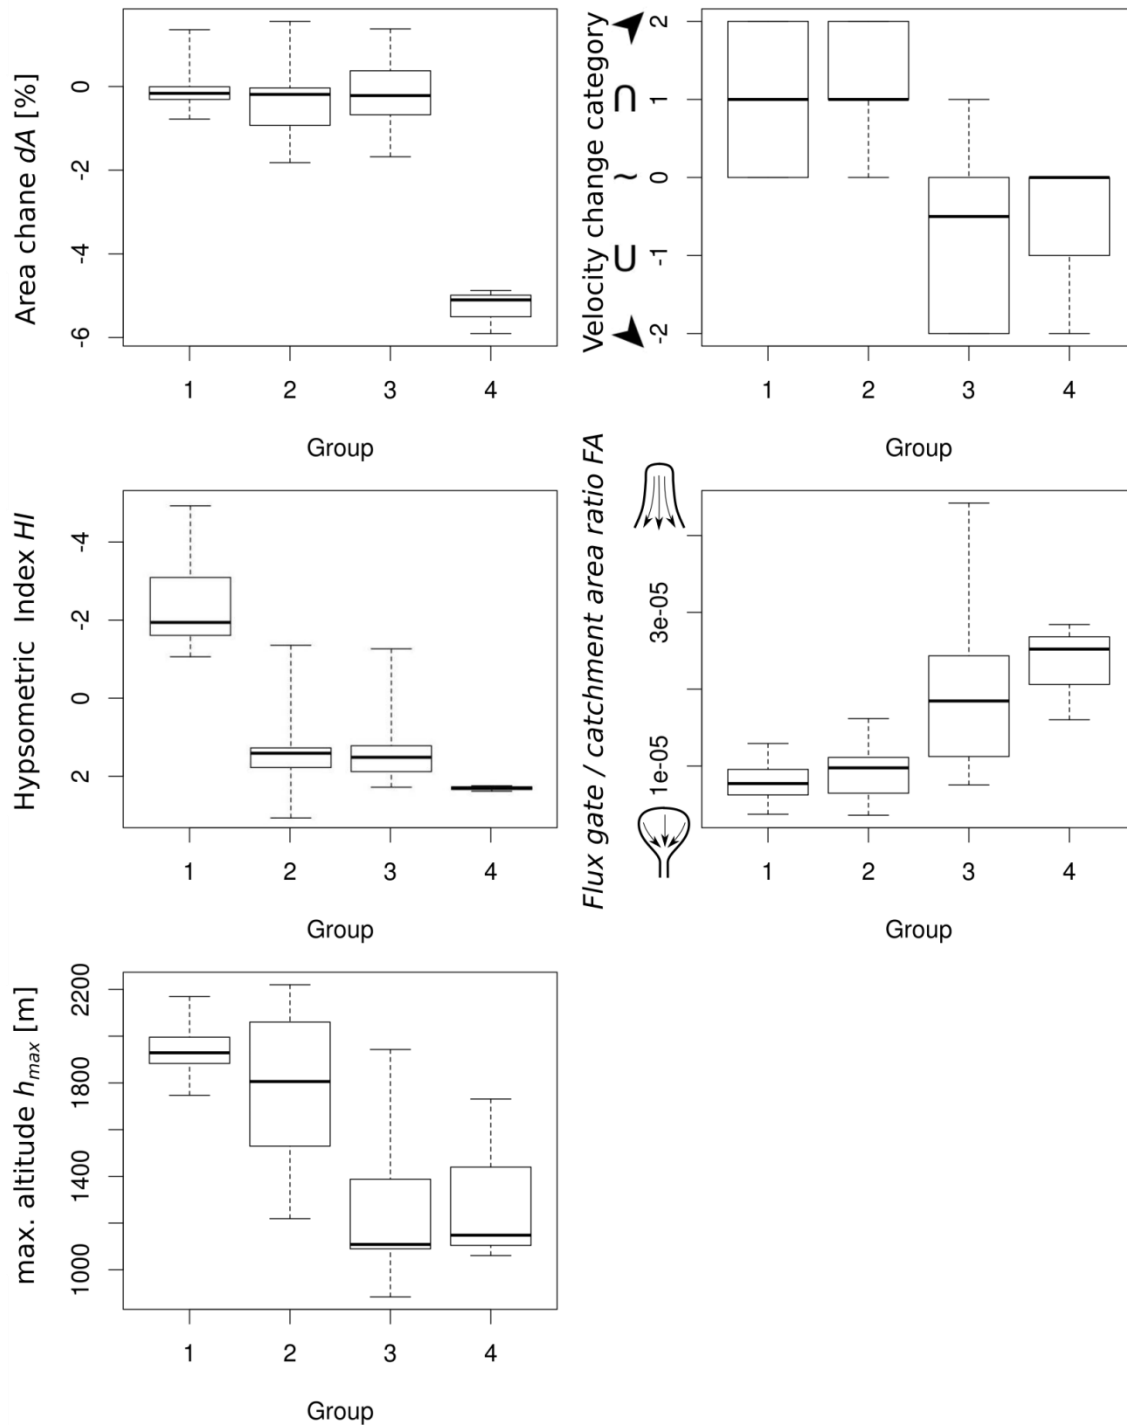 Area chane dA [%]
0
-2
-4
-6
1 2 3 4
Group
Velocity change category
2
1
0
-1
-2
∩
~
∪
1 2 3 4
Group
Hypsometric Index HI
-4
-2
0
2
1 2 3 4
Group
Flux gate / catchment area ratio FA
3e-05
1e-05
1 2 3 4
Group
max. altitude hmax [m]
2200
1800
1400
1000
1 2 3 4
Group